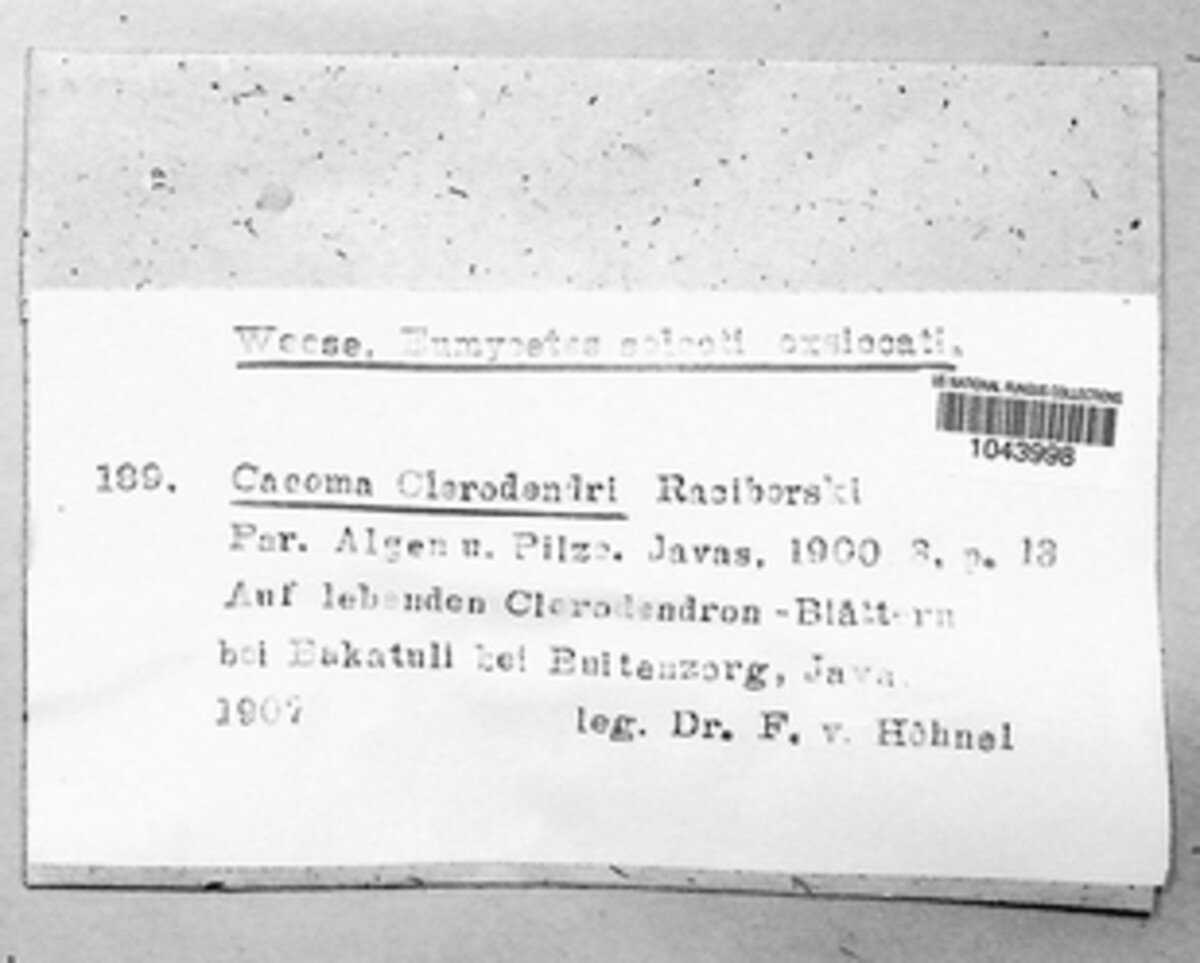 Weese, Eumycetes selecti exsiccati.
US NATIONAL FUNGUS COLLECTIONS
1043998
189. Caeoma Clerodendri Raciborski
Par. Algen u. Pilze. Javas, 1900 S. p. 13
Auf lebenden Clerodendron-Blättern
bei Bakatuli bei Buitenzorg, Java.
1907 leg. Dr. F. v. Höhnel